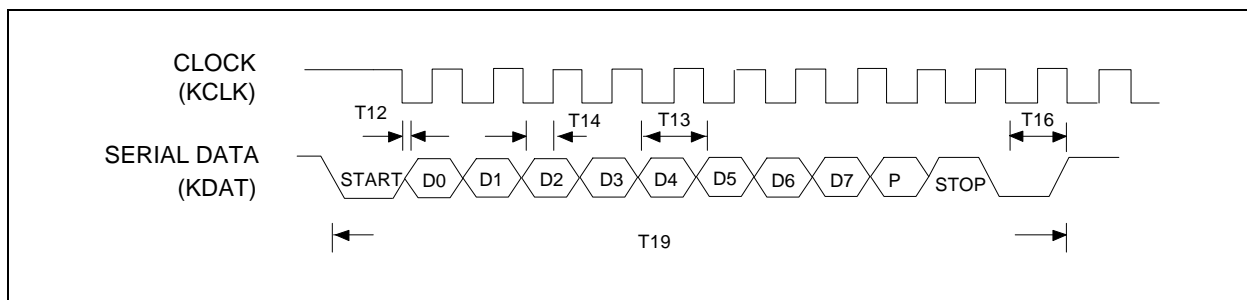 CLOCK
(KCLK)
T12
T14
T13
T16
SERIAL DATA
(KDAT)
START
D0
D1
D2
D3
D4
D5
D6
D7
P
STOP
T19